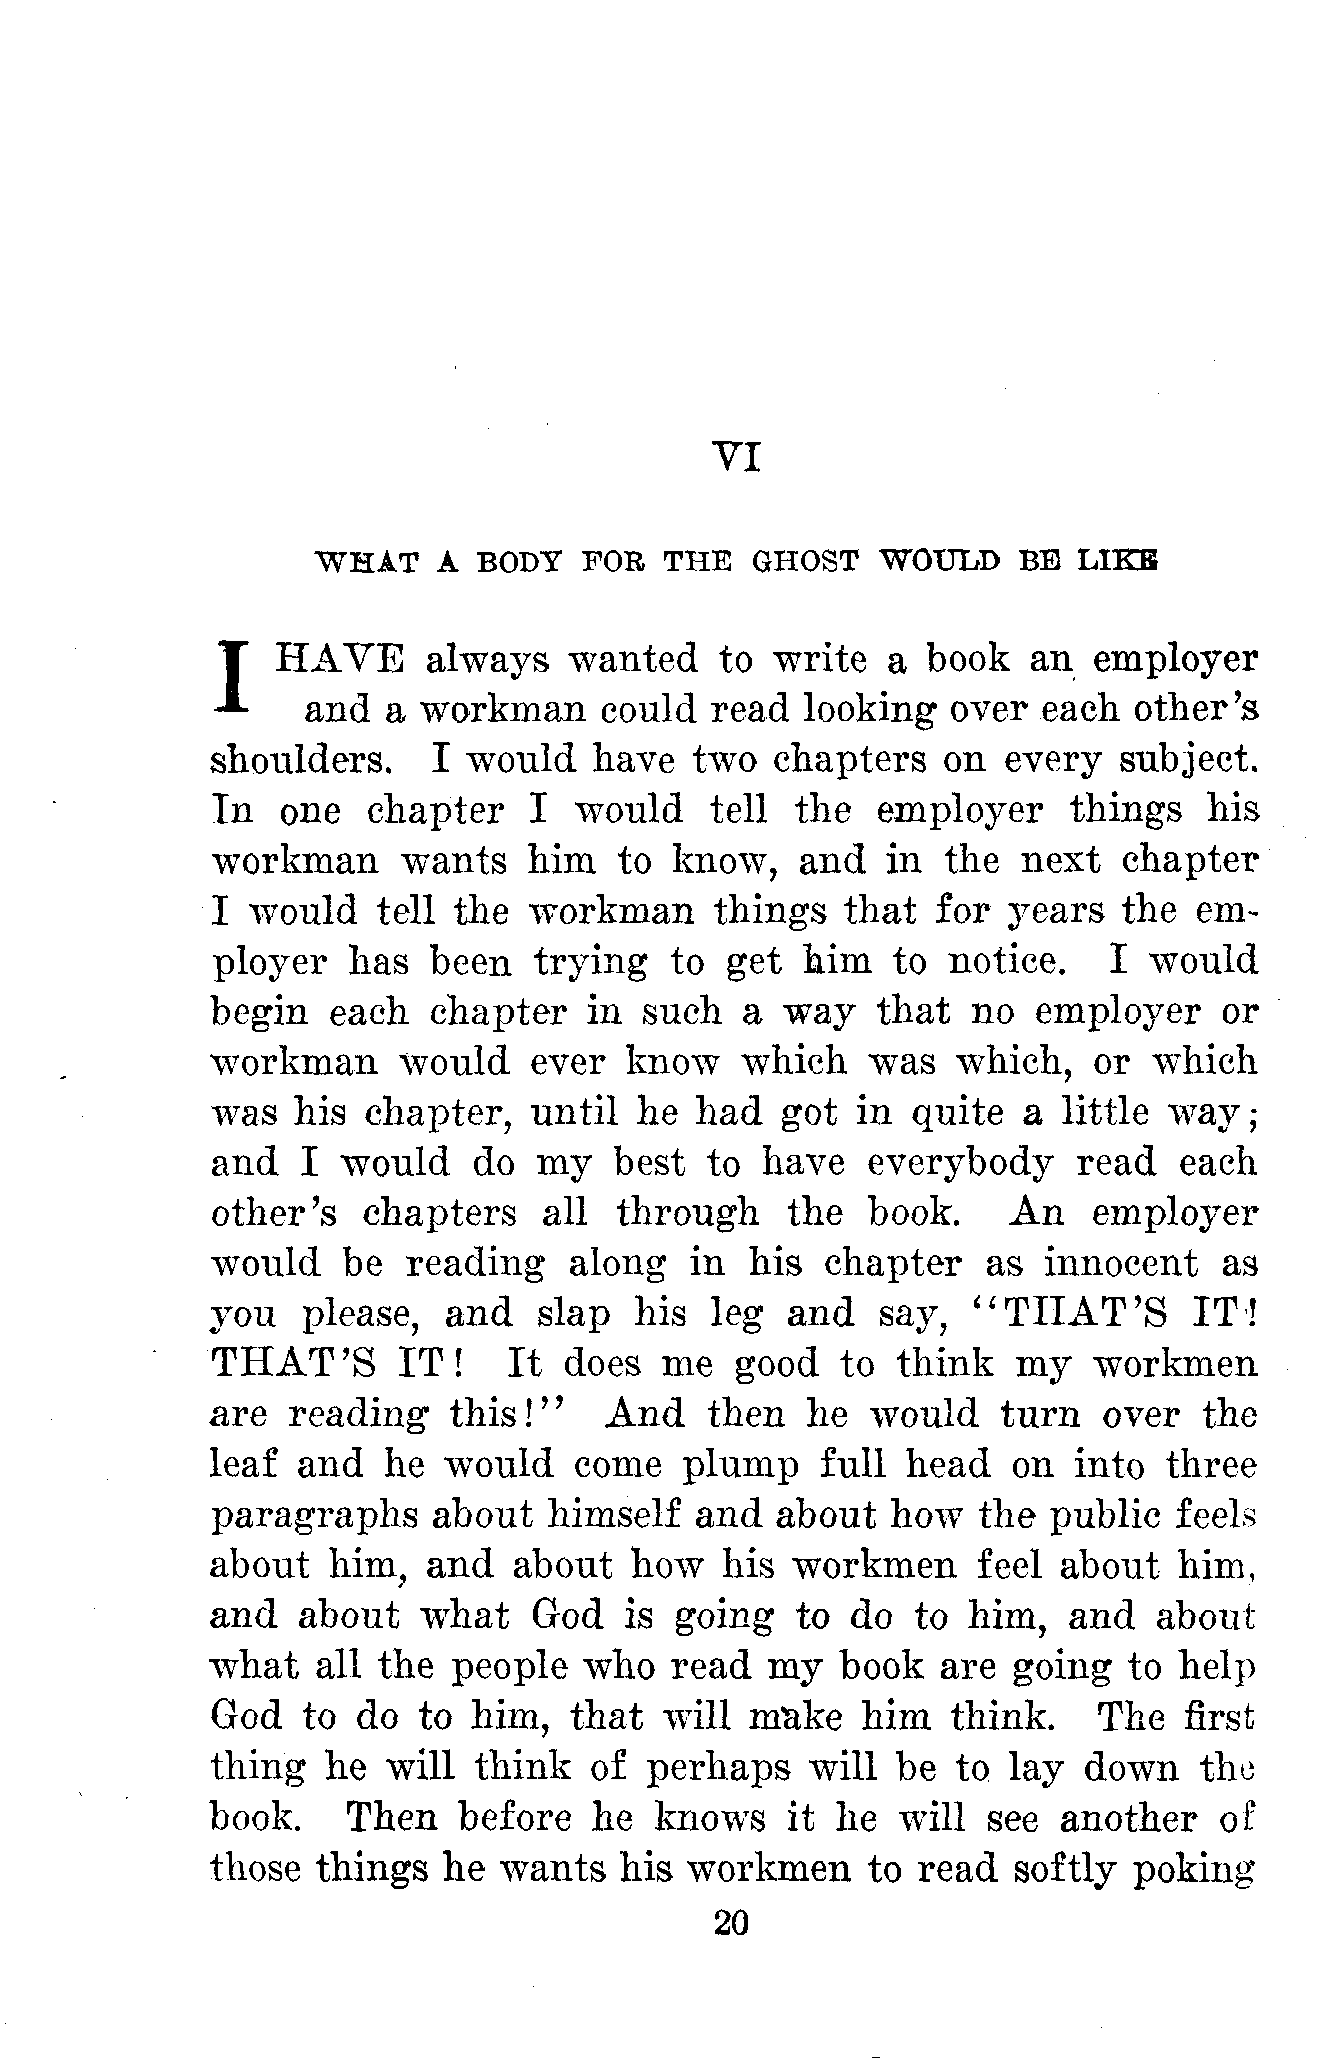 VI
WHAT A BODY FOR THE GHOST WOULD BE LIKE
I HAVE always wanted to write a book an employer
and a workman could read looking over each other's
shoulders. I would have two chapters on every subject.
In one chapter I would tell the employer things his
workman wants him to know, and in the next chapter
I would tell the workman things that for years the em-
ployer has been trying to get him to notice. I would
begin each chapter in such a way that no employer or
workman would ever know which was which, or which
was his chapter, until he had got in quite a little way;
and I would do my best to have everybody read each
other's chapters all through the book. An employer
would be reading along in his chapter as innocent as
you please, and slap his leg and say, "THAT'S IT!
THAT'S IT! It does me good to think my workmen
are reading this!" And then he would turn over the
leaf and he would come plump full head on into three
paragraphs about himself and about how the public feels
about him, and about how his workmen feel about him,
and about what God is going to do to him, and about
what all the people who read my book are going to help
God to do to him, that will make him think. The first
thing he will think of perhaps will be to lay down the
book. Then before he knows it he will see another of
those things he wants his workmen to read softly poking
20